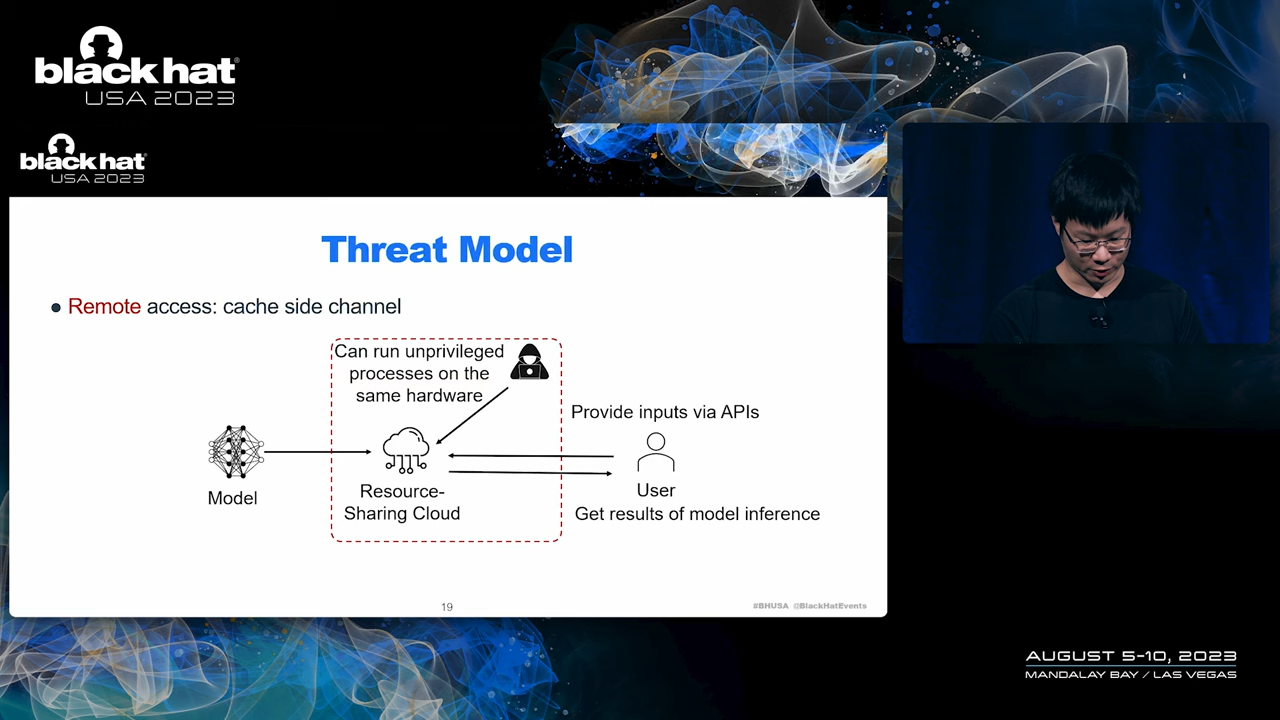 black hat®
USA 2023
black hat®
USA 2023
Threat Model
● Remote access: cache side channel
Can run unprivileged
processes on the
same hardware
Provide inputs via APIs
Model
Resource-
Sharing Cloud
User
Get results of model inference
19
#BHUSA @BlackHatEvents
AUGUST 5-10, 2023
MANDALAY BAY / LAS VEGAS